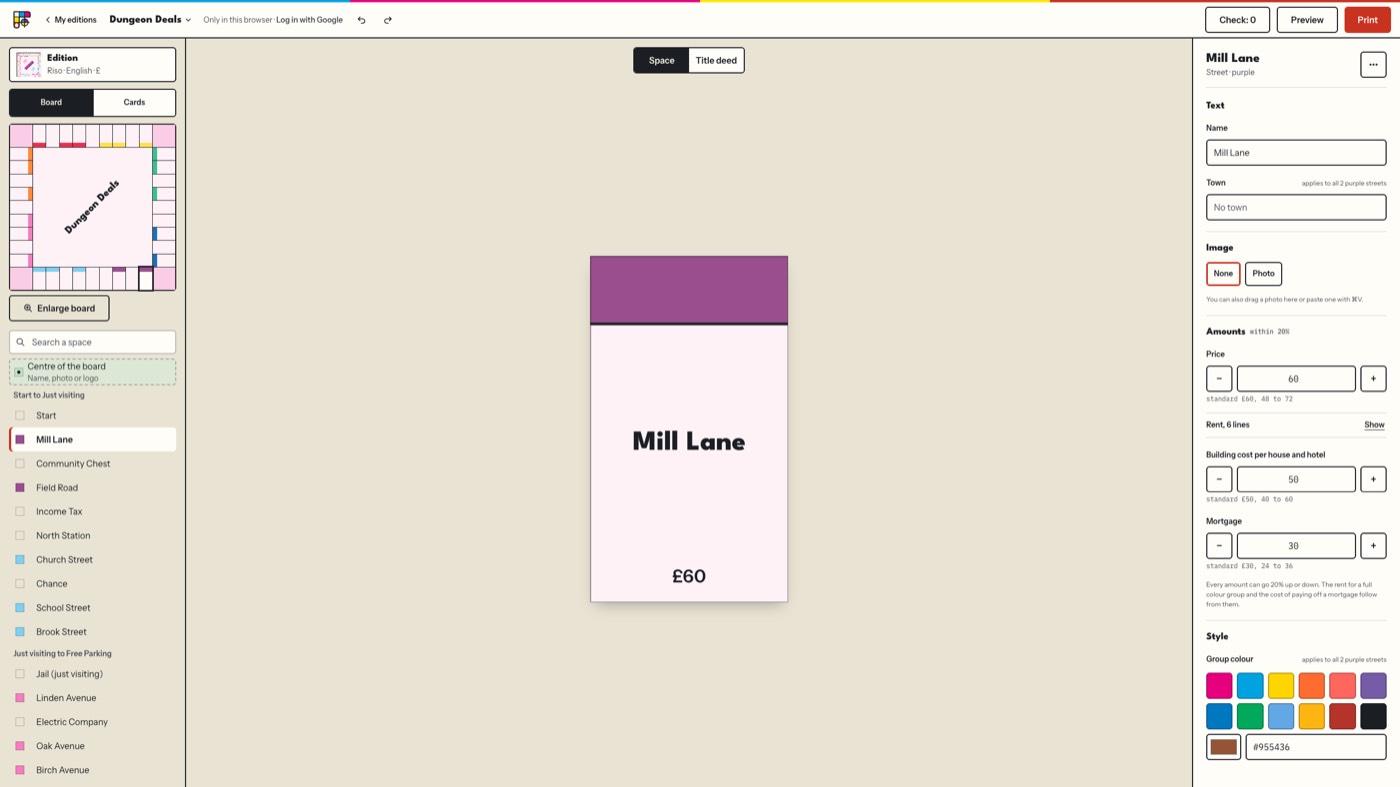 My editions
Dungeon Deals
Only in this browser · Log in with Google
Check: 0
Preview
Print
Edition
Riso · English · £
Board
Cards
Dungeon Deals
Enlarge board
Search a space
Centre of the board
Name, photo or logo
Start to Just visiting
Start
Mill Lane
Community Chest
Field Road
Income Tax
North Station
Church Street
Chance
School Street
Brook Street
Just visiting to Free Parking
Jail (just visiting)
Linden Avenue
Electric Company
Oak Avenue
Birch Avenue
Space
Title deed
Mill Lane
£60
Mill Lane
Street · purple
Text
Name
Mill Lane
Town
applies to all 2 purple streets
No town
Image
None
Photo
You can also drag a photo here or paste one with ⌘V.
Amounts within 20%
Price
− 60 +
standard £60, 48 to 72
Rent, 6 lines
Show
Building cost per house and hotel
− 50 +
standard £50, 40 to 60
Mortgage
− 30 +
standard £30, 24 to 36
Every amount can go 20% up or down. The rent for a full
colour group and the cost of paying off a mortgage follow
from them.
Style
Group colour
applies to all 2 purple streets
#955436